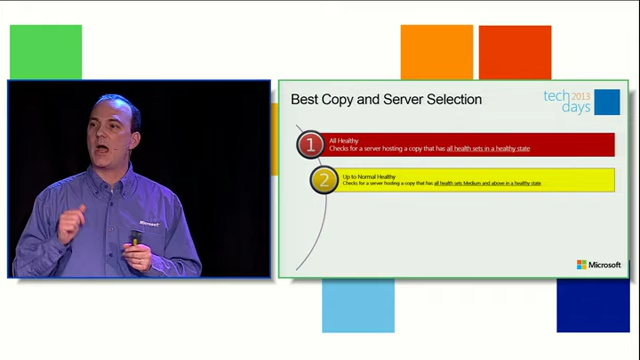 Best Copy and Server Selection
tech 2013
days
1
All Healthy
Checks for a server hosting a copy that has all health sets in a healthy state
2
Up to Normal Healthy
Checks for a server hosting a copy that has all health sets Medium and above in a healthy state
Microsoft
Microsoft